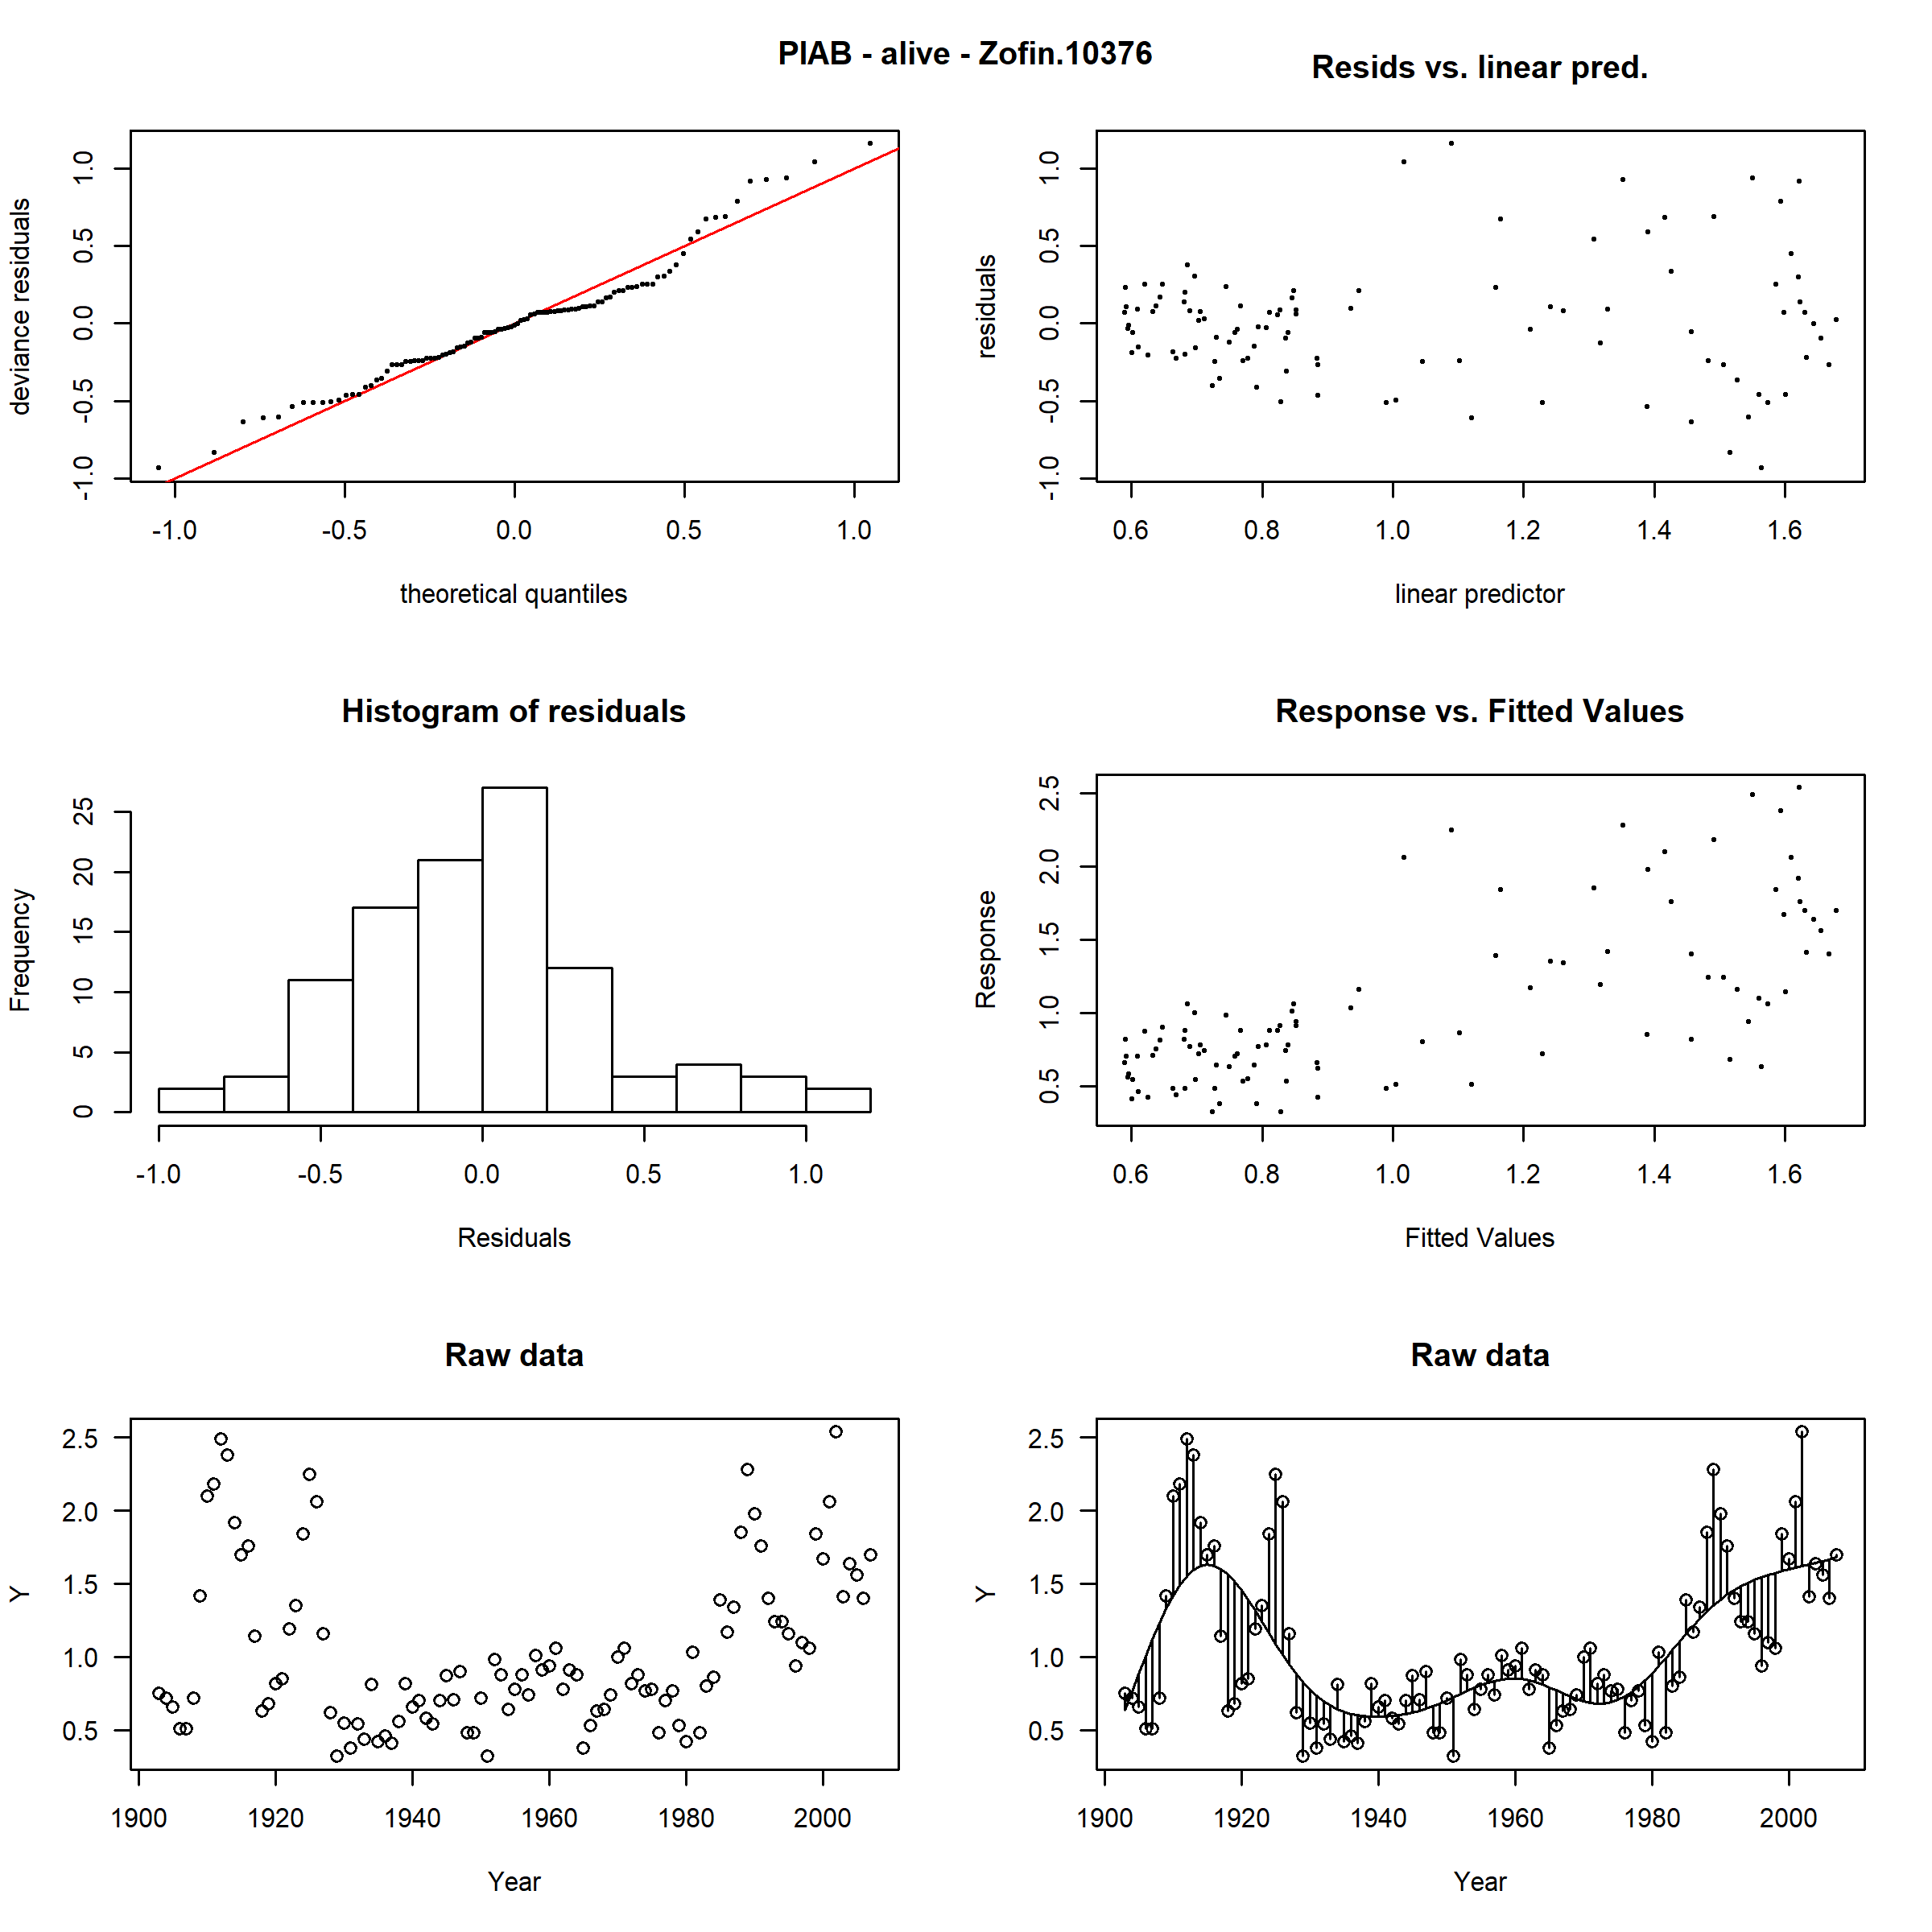 PIAB - alive - Zofin.10376
Resids vs. linear pred.
deviance residuals
-1.0 -0.5 0.0 0.5 1.0
-1.0 -0.5 0.0 0.5 1.0
theoretical quantiles
residuals
-1.0 -0.5 0.0 0.5 1.0
0.6 0.8 1.0 1.2 1.4 1.6
linear predictor
Histogram of residuals
Frequency
0 5 10 15 20 25
-1.0 -0.5 0.0 0.5 1.0
Residuals
Response vs. Fitted Values
Response
0.5 1.0 1.5 2.0 2.5
0.6 0.8 1.0 1.2 1.4 1.6
Fitted Values
Raw data
Y
0.5 1.0 1.5 2.0 2.5
1900 1920 1940 1960 1980 2000
Year
Raw data
Y
0.5 1.0 1.5 2.0 2.5
1900 1920 1940 1960 1980 2000
Year